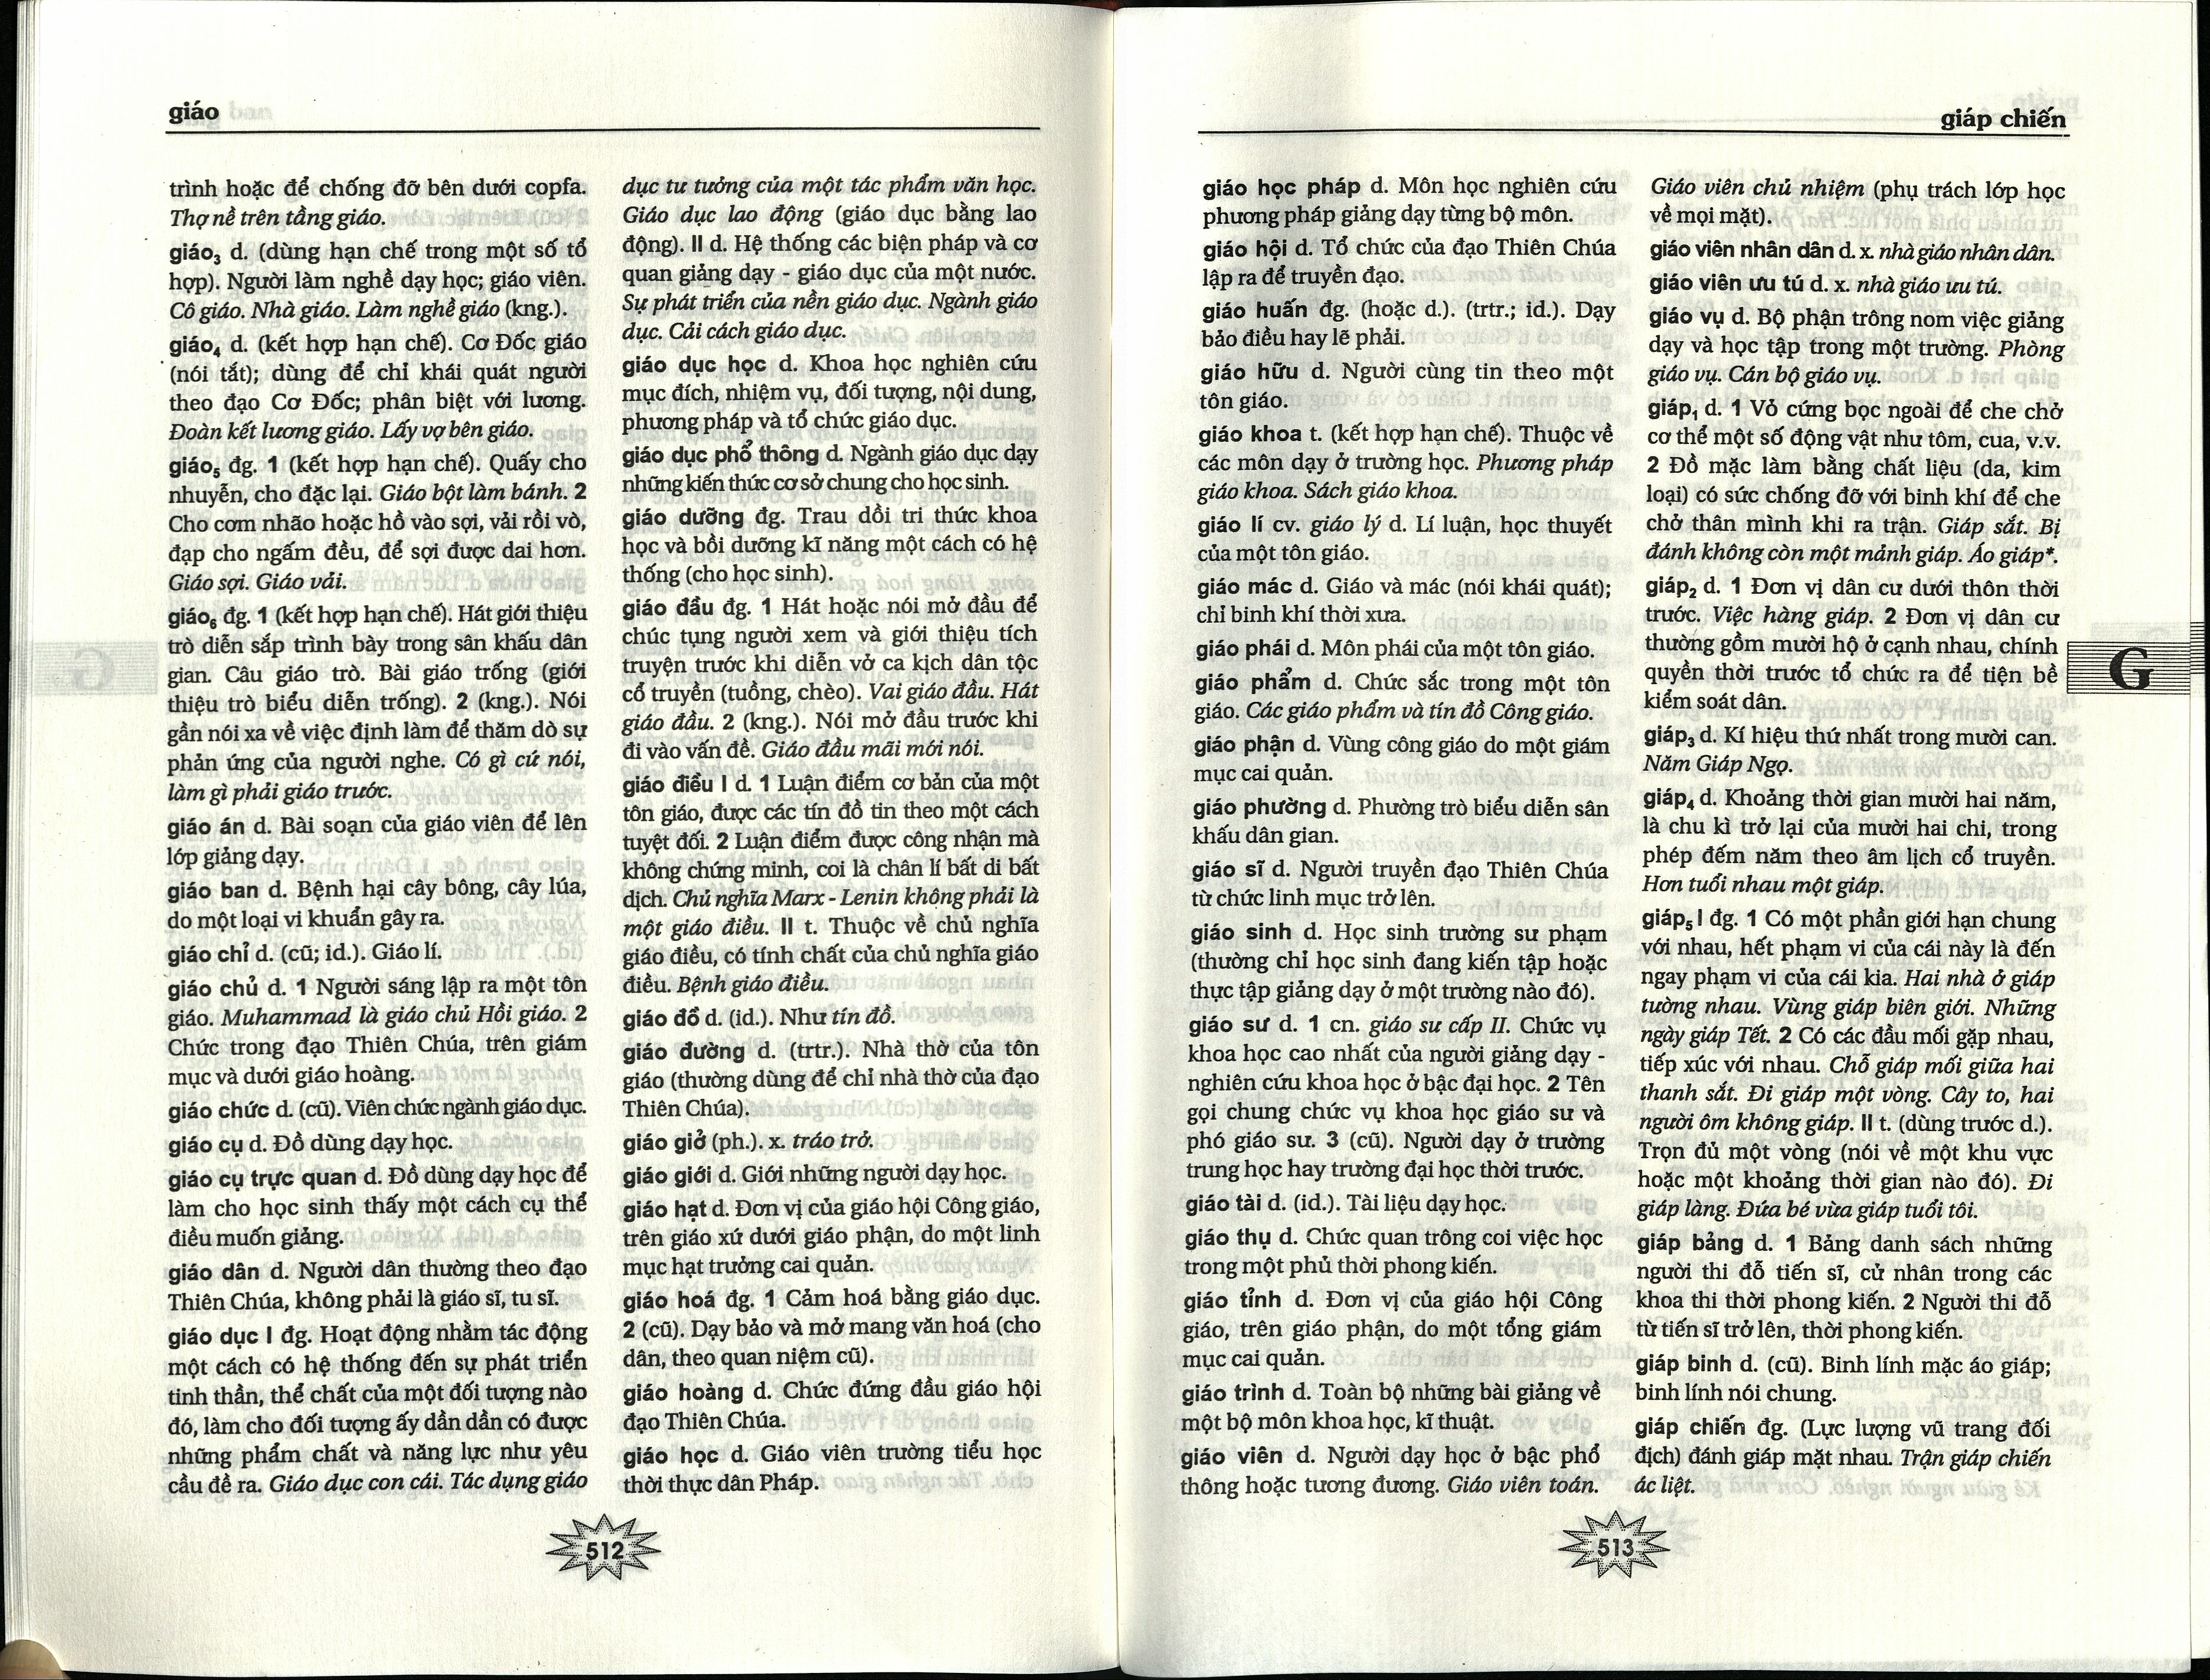 giáo
trình hoặc để chống đỡ bên dưới copfa.
Thợ nề trên tầng giáo.
giáo₃ d. (dùng hạn chế trong một số tổ
hợp). Người làm nghề dạy học; giáo viên.
Cô giáo. Nhà giáo. Làm nghề giáo (kng.).
giáo₄ d. (kết hợp hạn chế). Cơ Đốc giáo
(nói tắt); dùng để chỉ khái quát người
theo đạo Cơ Đốc; phân biệt với lương.
Đoàn kết lương giáo. Lấy vợ bên giáo.
giáo₅ đg. 1 (kết hợp hạn chế). Quấy cho
nhuyễn, cho đặc lại. Giáo bột làm bánh. 2
Cho cơm nhão hoặc hồ vào sợi, vải rồi vò,
đạp cho ngấm đều, để sợi được dai hơn.
Giáo sợi. Giáo vải.
giáo₆ đg. 1 (kết hợp hạn chế). Hát giới thiệu
trò diễn sắp trình bày trong sân khấu dân
gian. Câu giáo trò. Bài giáo trống (giới
thiệu trò biểu diễn trống). 2 (kng.). Nói
gần nói xa về việc định làm để thăm dò sự
phản ứng của người nghe. Có gì cứ nói,
làm gì phải giáo trước.
giáo án d. Bài soạn của giáo viên để lên
lớp giảng dạy.
giáo ban d. Bệnh hại cây bông, cây lúa,
do một loại vi khuẩn gây ra.
giáo chỉ d. (cũ; id.). Giáo lí.
giáo chủ d. 1 Người sáng lập ra một tôn
giáo. Muhammad là giáo chủ Hồi giáo. 2
Chức trong đạo Thiên Chúa, trên giám
mục và dưới giáo hoàng.
giáo chức d. (cũ). Viên chức ngành giáo dục.
giáo cụ d. Đồ dùng dạy học.
giáo cụ trực quan d. Đồ dùng dạy học để
làm cho học sinh thấy một cách cụ thể
điều muốn giảng.
giáo dân d. Người dân thường theo đạo
Thiên Chúa, không phải là giáo sĩ, tu sĩ.
giáo dục I đg. Hoạt động nhằm tác động
một cách có hệ thống đến sự phát triển
tinh thần, thể chất của một đối tượng nào
đó, làm cho đối tượng ấy dần dần có được
những phẩm chất và năng lực như yêu
cầu đề ra. Giáo dục con cái. Tác dụng giáo
dục tư tưởng của một tác phẩm văn học.
Giáo dục lao động (giáo dục bằng lao
động). II d. Hệ thống các biện pháp và cơ
quan giảng dạy - giáo dục của một nước.
Sự phát triển của nền giáo dục. Ngành giáo
dục. Cải cách giáo dục.
giáo dục học d. Khoa học nghiên cứu
mục đích, nhiệm vụ, đối tượng, nội dung,
phương pháp và tổ chức giáo dục.
giáo dục phổ thông d. Ngành giáo dục dạy
những kiến thức cơ sở chung cho học sinh.
giáo dưỡng đg. Trau dồi tri thức khoa
học và bồi dưỡng kĩ năng một cách có hệ
thống (cho học sinh).
giáo đầu đg. 1 Hát hoặc nói mở đầu để
chúc tụng người xem và giới thiệu tích
truyện trước khi diễn vở ca kịch dân tộc
cổ truyền (tuồng, chèo). Vai giáo đầu. Hát
giáo đầu. 2 (kng.). Nói mở đầu trước khi
đi vào vấn đề. Giáo đầu mãi mới nói.
giáo điều I d. 1 Luận điểm cơ bản của một
tôn giáo, được các tín đồ tin theo một cách
tuyệt đối. 2 Luận điểm được công nhận mà
không chứng minh, coi là chân lí bất di bất
dịch. Chủ nghĩa Marx - Lenin không phải là
một giáo điều. II t. Thuộc về chủ nghĩa
giáo điều, có tính chất của chủ nghĩa giáo
điều. Bệnh giáo điều.
giáo đồ d. (id.). Như tín đồ.
giáo đường d. (trtr.). Nhà thờ của tôn
giáo (thường dùng để chỉ nhà thờ của đạo
Thiên Chúa).
giáo giở (ph.). x. tráo trở.
giáo giới d. Giới những người dạy học.
giáo hạt d. Đơn vị của giáo hội Công giáo,
trên giáo xứ dưới giáo phận, do một linh
mục hạt trưởng cai quản.
giáo hoá đg. 1 Cảm hoá bằng giáo dục.
2 (cũ). Dạy bảo và mở mang văn hoá (cho
dân, theo quan niệm cũ).
giáo hoàng d. Chức đứng đầu giáo hội
đạo Thiên Chúa.
giáo học d. Giáo viên trường tiểu học
thời thực dân Pháp.
512
giáp chiến
giáo học pháp d. Môn học nghiên cứu
phương pháp giảng dạy từng bộ môn.
giáo hội d. Tổ chức của đạo Thiên Chúa
lập ra để truyền đạo.
giáo huấn đg. (hoặc d.). (trtr.; id.). Dạy
bảo điều hay lẽ phải.
giáo hữu d. Người cùng tin theo một
tôn giáo.
giáo khoa t. (kết hợp hạn chế). Thuộc về
các môn dạy ở trường học. Phương pháp
giáo khoa. Sách giáo khoa.
giáo lí cv. giáo lý d. Lí luận, học thuyết
của một tôn giáo.
giáo mác d. Giáo và mác (nói khái quát);
chỉ binh khí thời xưa.
giáo phái d. Môn phái của một tôn giáo.
giáo phẩm d. Chức sắc trong một tôn
giáo. Các giáo phẩm và tín đồ Công giáo.
giáo phận d. Vùng công giáo do một giám
mục cai quản.
giáo phường d. Phường trò biểu diễn sân
khấu dân gian.
giáo sĩ d. Người truyền đạo Thiên Chúa
từ chức linh mục trở lên.
giáo sinh d. Học sinh trường sư phạm
(thường chỉ học sinh đang kiến tập hoặc
thực tập giảng dạy ở một trường nào đó).
giáo sư d. 1 cn. giáo sư cấp II. Chức vụ
khoa học cao nhất của người giảng dạy -
nghiên cứu khoa học ở bậc đại học. 2 Tên
gọi chung chức vụ khoa học giáo sư và
phó giáo sư. 3 (cũ). Người dạy ở trường
trung học hay trường đại học thời trước.
giáo tài d. (id.). Tài liệu dạy học.
giáo thụ d. Chức quan trông coi việc học
trong một phủ thời phong kiến.
giáo tỉnh d. Đơn vị của giáo hội Công
giáo, trên giáo phận, do một tổng giám
mục cai quản.
giáo trình d. Toàn bộ những bài giảng về
một bộ môn khoa học, kĩ thuật.
giáo viên d. Người dạy học ở bậc phổ
thông hoặc tương đương. Giáo viên toán.
Giáo viên chủ nhiệm (phụ trách lớp học
về mọi mặt).
giáo viên nhân dân d. x. nhà giáo nhân dân.
giáo viên ưu tú d. x. nhà giáo ưu tú.
giáo vụ d. Bộ phận trông nom việc giảng
dạy và học tập trong một trường. Phòng
giáo vụ. Cán bộ giáo vụ.
giáp₁ d. 1 Vỏ cứng bọc ngoài để che chở
cơ thể một số động vật như tôm, cua, v.v.
2 Đồ mặc làm bằng chất liệu (da, kim
loại) có sức chống đỡ với binh khí để che
chở thân mình khi ra trận. Giáp sắt. Bị
đánh không còn một mảnh giáp. Áo giáp*.
giáp₂ d. 1 Đơn vị dân cư dưới thôn thời
trước. Việc hàng giáp. 2 Đơn vị dân cư
thường gồm mười hộ ở cạnh nhau, chính
quyền thời trước tổ chức ra để tiện bề
kiểm soát dân.
giáp₃ d. Kí hiệu thứ nhất trong mười can.
Năm Giáp Ngọ.
giáp₄ d. Khoảng thời gian mười hai năm,
là chu kì trở lại của mười hai chi, trong
phép đếm năm theo âm lịch cổ truyền.
Hơn tuổi nhau một giáp.
giáp₅ I đg. 1 Có một phần giới hạn chung
với nhau, hết phạm vi của cái này là đến
ngay phạm vi của cái kia. Hai nhà ở giáp
tường nhau. Vùng giáp biên giới. Những
ngày giáp Tết. 2 Có các đầu mối gặp nhau,
tiếp xúc với nhau. Chỗ giáp mối giữa hai
thanh sắt. Đi giáp một vòng. Cây to, hai
người ôm không giáp. II t. (dùng trước d.).
Trọn đủ một vòng (nói về một khu vực
hoặc một khoảng thời gian nào đó). Đi
giáp làng. Đứa bé vừa giáp tuổi tôi.
giáp bảng d. 1 Bảng danh sách những
người thi đỗ tiến sĩ, cử nhân trong các
khoa thi thời phong kiến. 2 Người thi đỗ
từ tiến sĩ trở lên, thời phong kiến.
giáp binh d. (cũ). Binh lính mặc áo giáp;
binh lính nói chung.
giáp chiến đg. (Lực lượng vũ trang đối
địch) đánh giáp mặt nhau. Trận giáp chiến
ác liệt.
G
513